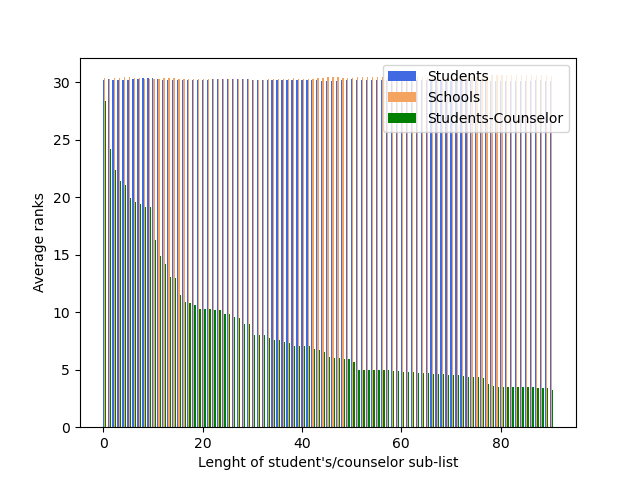 Students
Schools
Students-Counselor
30
25
20
15
10
5
0
Average ranks
0 20 40 60 80
Lenght of student's/counselor sub-list